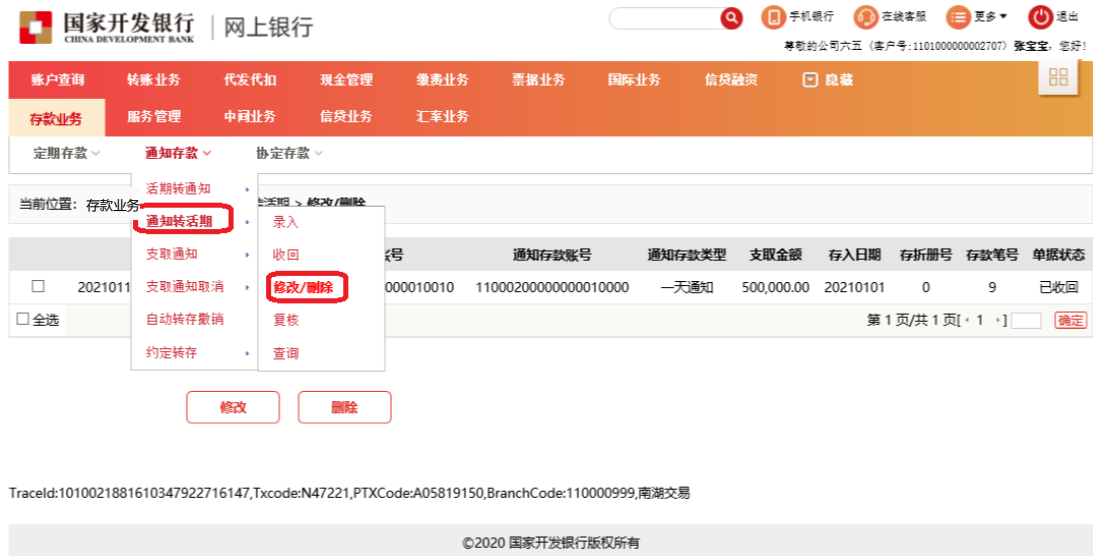 国家开发银行 网上银行
CHINA DEVELOPMENT BANK
手机银行 在线客服 更多 退出
尊敬的公司六五（客户号:1101000000002707）张宝宝，您好!
账户查询 转账业务 代发代扣 现金管理 缴费业务 票据业务 国际业务 信贷融资 隐藏
存款业务 服务管理 中间业务 信贷业务 汇率业务
定期存款 通知存款 协定存款
活期转通知
当前位置：存款业务 转活期 > 修改/删除
通知转活期 录入
支取通知 收回
账号 通知存款账号 通知存款类型 支取金额 存入日期 存折册号 存款笔号 单据状态
支取通知取消 修改/删除
2021011 000010010 11000200000000010000 一天通知 500,000.00 20210101 0 9 已收回
自动转存撤销 复核
全选 第 1 页/共 1 页[ 1 ] 确定
约定转存 查询
修改 删除
TraceId:1010021881610347922716147,Txcode:N47221,PTXCode:A05819150,BranchCode:110000999,南湖交易
©2020 国家开发银行版权所有